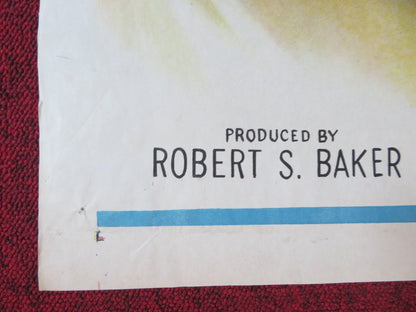 PRODUCED BY
ROBERT S. BAKER